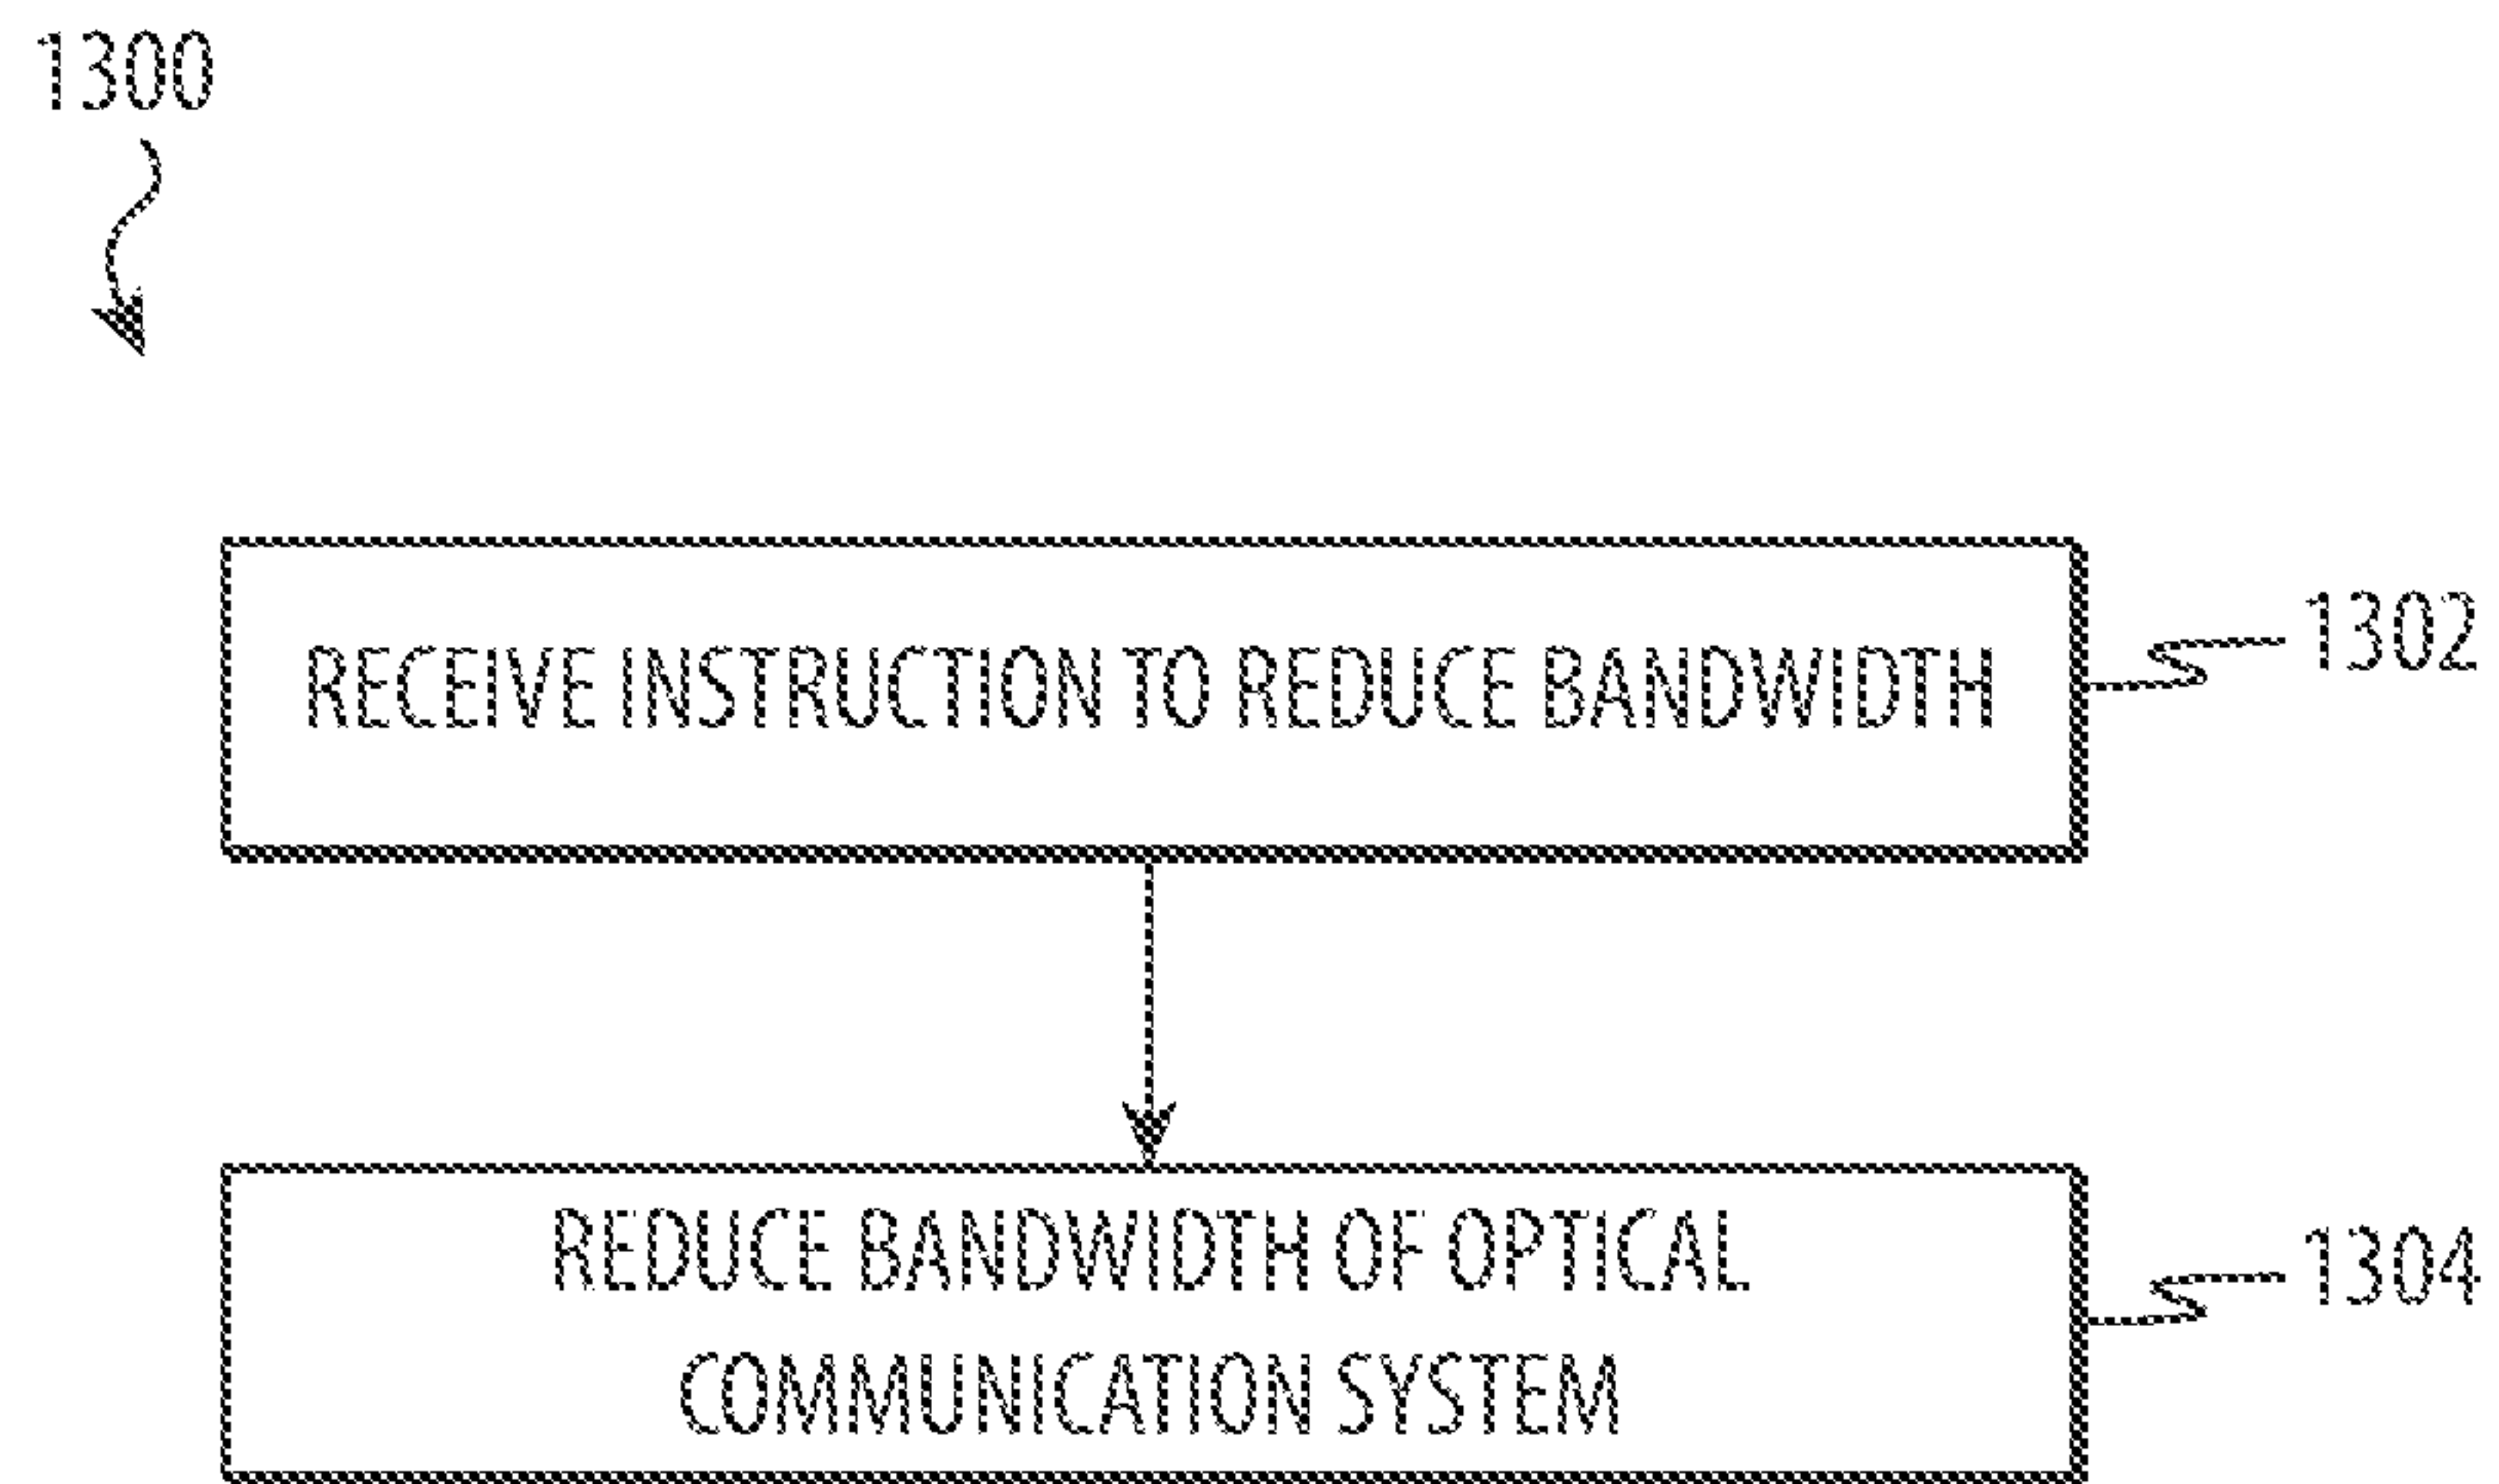 1300
RECEIVE INSTRUCTION TO REDUCE BANDWIDTH
1302
REDUCE BANDWIDTH OF OPTICAL
COMMUNICATION SYSTEM
1304